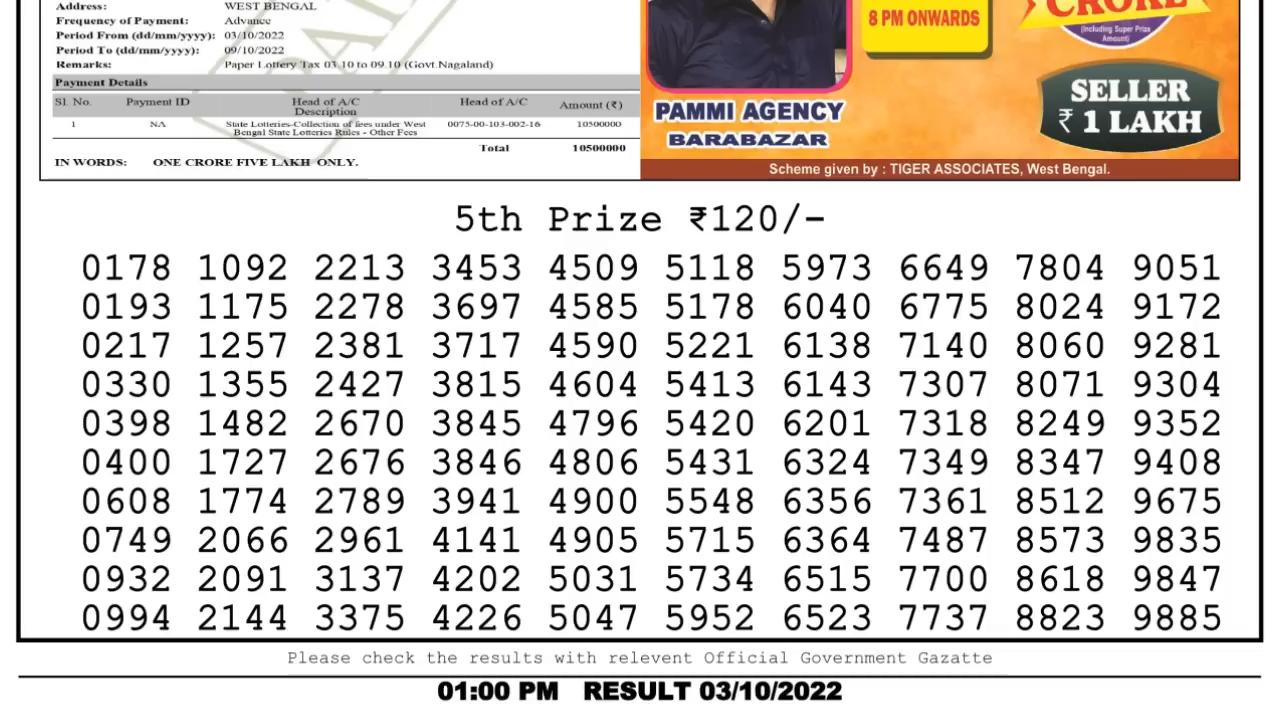 Address: WEST BENGAL
Frequency of Payment: Advance
Period From (dd/mm/yyyy): 03/10/2022
Period To (dd/mm/yyyy): 09/10/2022
Remarks: Paper Lottery Tax 03.10 to 09.10 (Govt.Nagaland)
Payment Details
Sl. No. Payment ID Head of A/C Description Head of A/C Amount (₹)
1 NA State Lotteries-Collection of fees under West Bengal State Lotteries Rules - Other Fees 0075-00-103-002-16 10500000
Total 10500000
IN WORDS: ONE CRORE FIVE LAKH ONLY.
8 PM ONWARDS
CRORE
(Including Super Prize
Amount)
SELLER
₹ 1 LAKH
PAMMI AGENCY
BARABAZAR
Scheme given by : TIGER ASSOCIATES, West Bengal.
5th Prize ₹120/-
0178 1092 2213 3453 4509 5118 5973 6649 7804 9051
0193 1175 2278 3697 4585 5178 6040 6775 8024 9172
0217 1257 2381 3717 4590 5221 6138 7140 8060 9281
0330 1355 2427 3815 4604 5413 6143 7307 8071 9304
0398 1482 2670 3845 4796 5420 6201 7318 8249 9352
0400 1727 2676 3846 4806 5431 6324 7349 8347 9408
0608 1774 2789 3941 4900 5548 6356 7361 8512 9675
0749 2066 2961 4141 4905 5715 6364 7487 8573 9835
0932 2091 3137 4202 5031 5734 6515 7700 8618 9847
0994 2144 3375 4226 5047 5952 6523 7737 8823 9885
Please check the results with relevent Official Government Gazatte
01:00 PM RESULT 03/10/2022